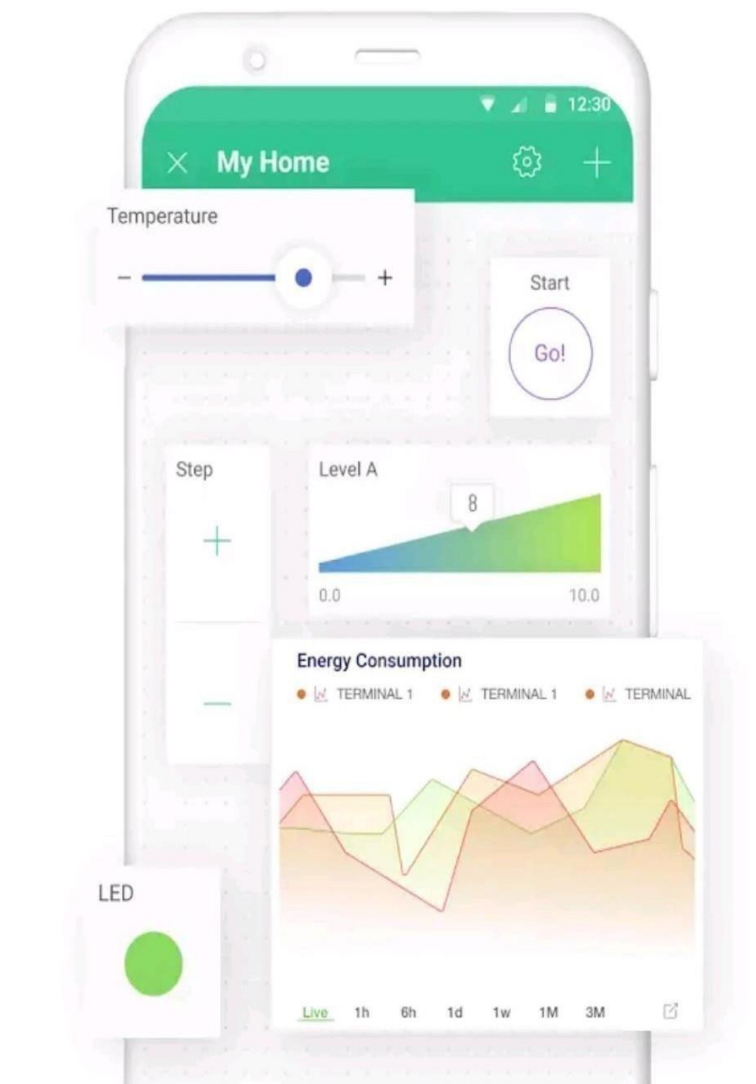 12:30
My Home
Temperature
− +
Start
Go!
Step
+
−
Level A
8
0.0 10.0
Energy Consumption
TERMINAL 1 TERMINAL 1 TERMINAL
Live 1h 6h 1d 1w 1M 3M
LED